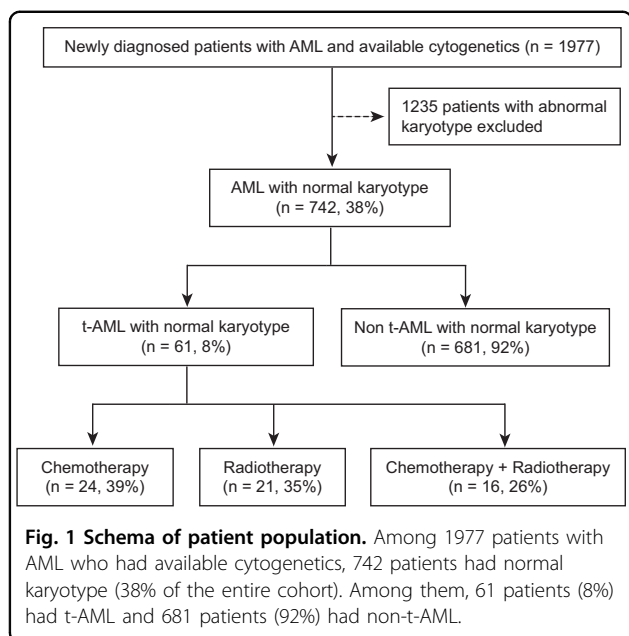 Newly diagnosed patients with AML and available cytogenetics (n = 1977)
1235 patients with abnormal
karyotype excluded
AML with normal karyotype
(n = 742, 38%)
t-AML with normal karyotype
(n = 61, 8%)
Non t-AML with normal karyotype
(n = 681, 92%)
Chemotherapy
(n = 24, 39%)
Radiotherapy
(n = 21, 35%)
Chemotherapy + Radiotherapy
(n = 16, 26%)
Fig. 1 Schema of patient population. Among 1977 patients with
AML who had available cytogenetics, 742 patients had normal
karyotype (38% of the entire cohort). Among them, 61 patients (8%)
had t-AML and 681 patients (92%) had non-t-AML.